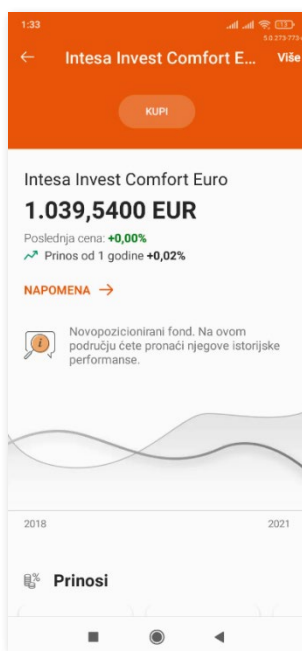 1:33
5.0.273-773
Intesa Invest Comfort E...
Više
KUPI
Intesa Invest Comfort Euro
1.039,5400 EUR
Poslednja cena: +0,00%
Prinos od 1 godine +0,02%
NAPOMENA
Novopozicionirani fond. Na ovom
području ćete pronaći njegove istorijske
performanse.
2018
2021
Prinosi